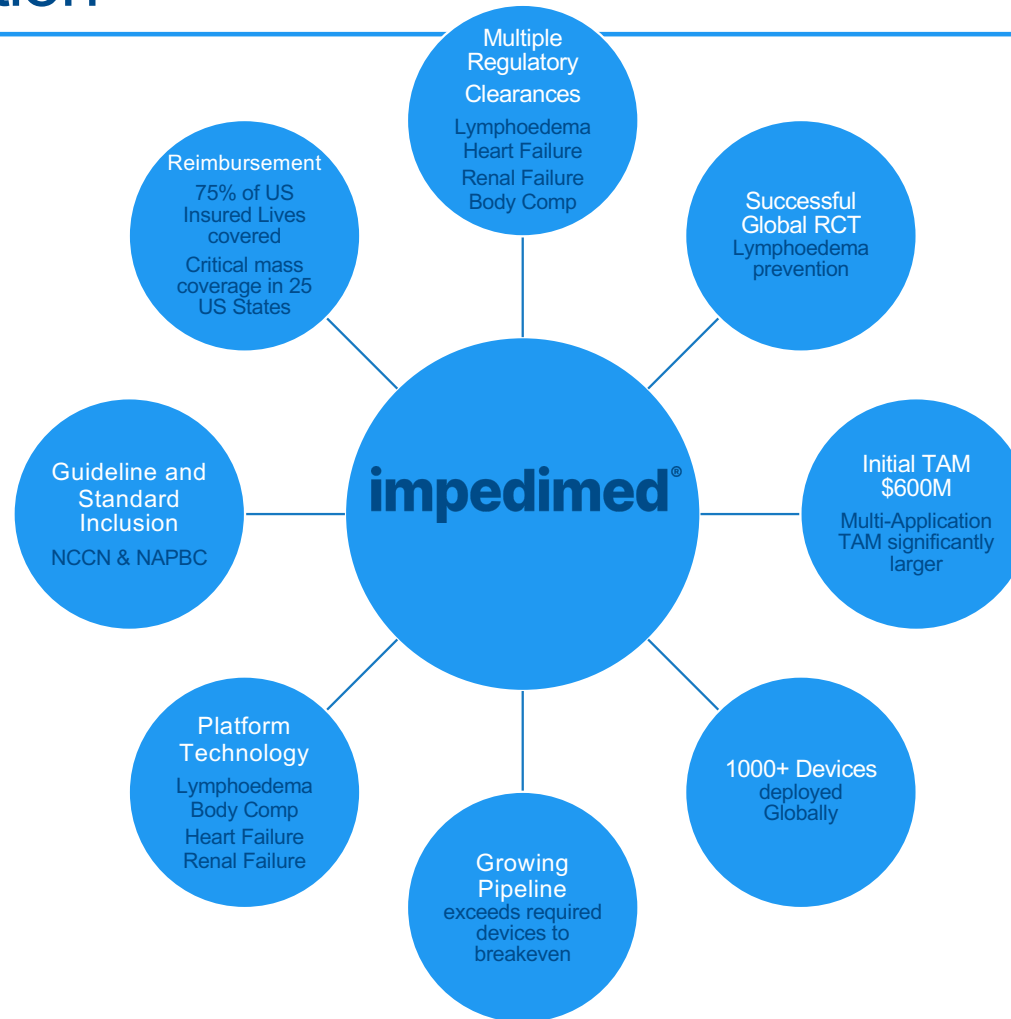 Multiple
Regulatory
Clearances
Lymphoedema
Heart Failure
Renal Failure
Body Comp
Successful
Global RCT
Lymphoedema
prevention
Initial TAM
$600M
Multi-Application
TAM significantly
larger
1000+ Devices
deployed
Globally
Growing
Pipeline
exceeds required
devices to
breakeven
Platform
Technology
Lymphoedema
Body Comp
Heart Failure
Renal Failure
Guideline and
Standard
Inclusion
NCCN & NAPBC
Reimbursement
75% of US
Insured Lives
covered
Critical mass
coverage in 25
US States
impedimed®